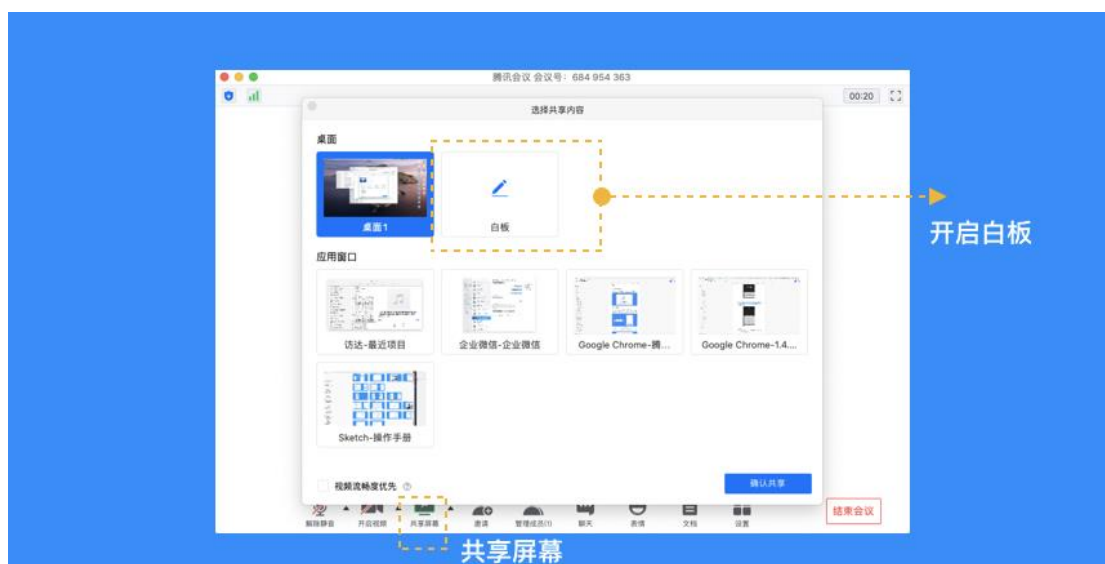 腾讯会议 会议号：684 954 363
00:20
选择共享内容
桌面
桌面1
白板
开启白板
应用窗口
访达-最近项目
企业微信-企业微信
Google Chrome-腾...
Google Chrome-1.4....
Sketch-操作手册
视频流畅度优先
确认共享
解除静音
开启视频
共享屏幕
邀请
管理成员(1)
聊天
表情
文档
设置
结束会议
共享屏幕